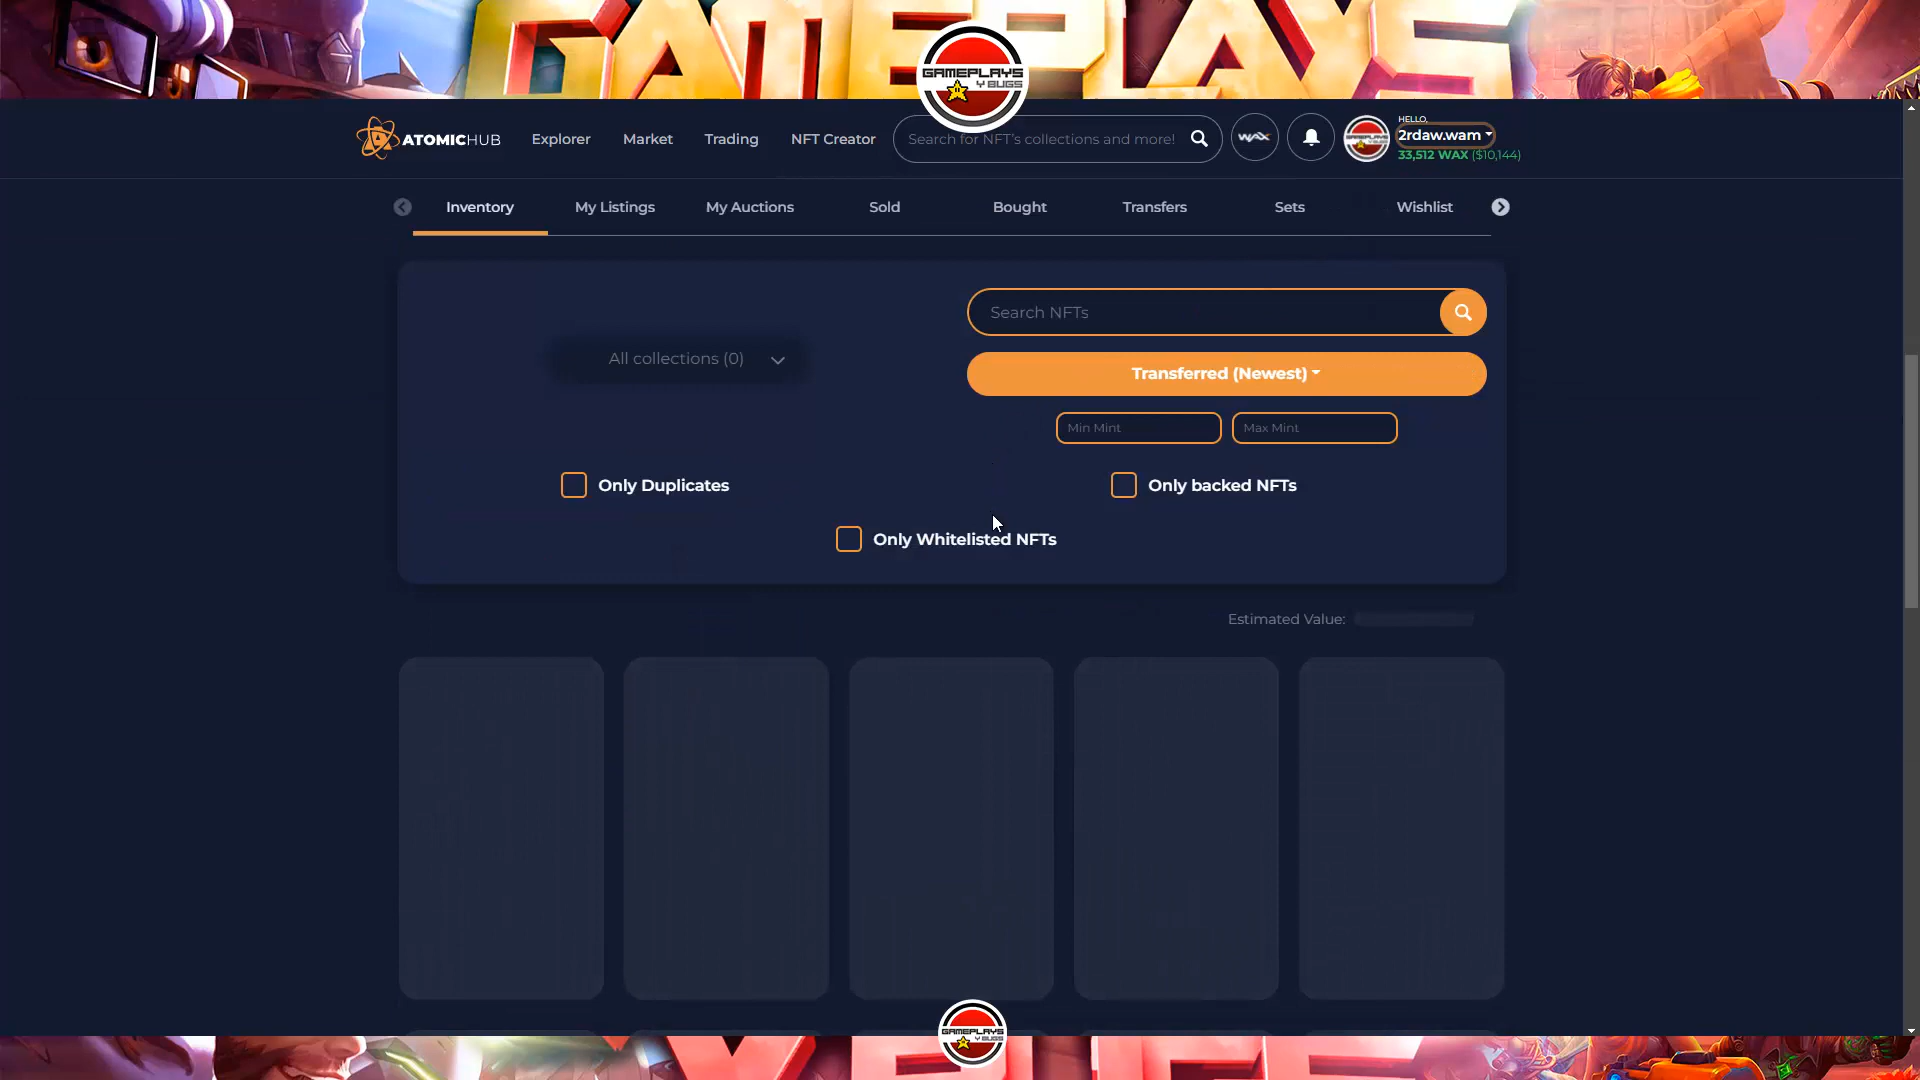 GAMEPLAYS
GAMEPLAYS
Y BUGS
ATOMICHUB
Explorer
Market
Trading
NFT Creator
Search for NFT's collections and more!
WAX
HELLO,
2rdaw.wam
33,512 WAX ($10,144)
Inventory
My Listings
My Auctions
Sold
Bought
Transfers
Sets
Wishlist
Search NFTs
All collections (0)
Transferred (Newest)
Min Mint
Max Mint
Only Duplicates
Only backed NFTs
Only Whitelisted NFTs
Estimated Value:
GAMEPLAYS
Y BUGS